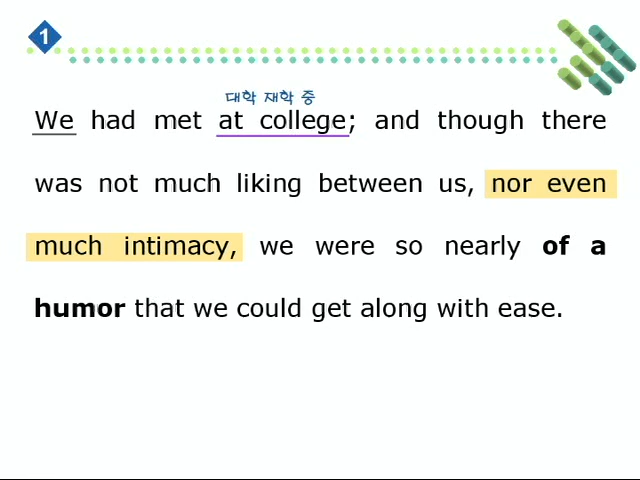 1
대학 재학 중
We had met at college; and though there
was not much liking between us, nor even
much intimacy, we were so nearly of a
humor that we could get along with ease.